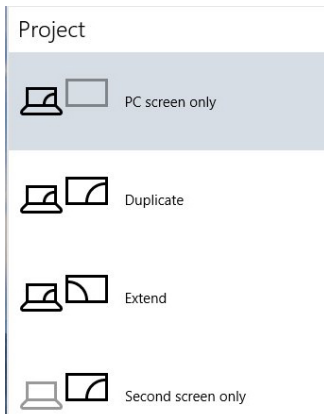 Project
PC screen only
Duplicate
Extend
Second screen only